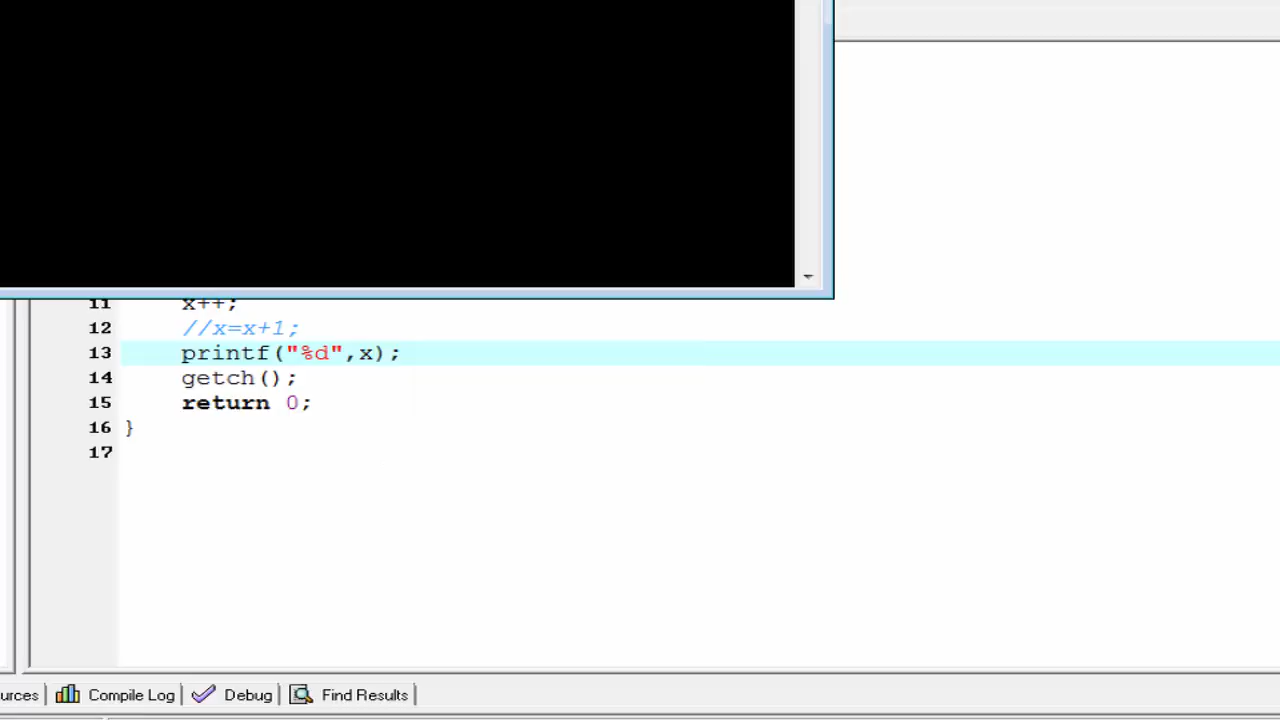 11 x++;
12 //x=x+1;
13 printf("%d",x);
14 getch();
15 return 0;
16 }
17
urces Compile Log Debug Find Results